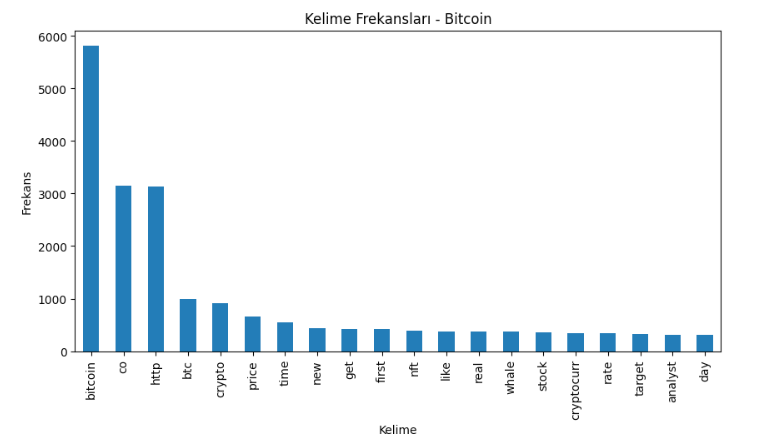 Kelime Frekansları - Bitcoin
6000
5000
4000
3000
2000
1000
0
Frekans
bitcoin
co
http
btc
crypto
price
time
new
get
first
nft
like
real
whale
stock
cryptocurr
rate
target
analyst
day
Kelime